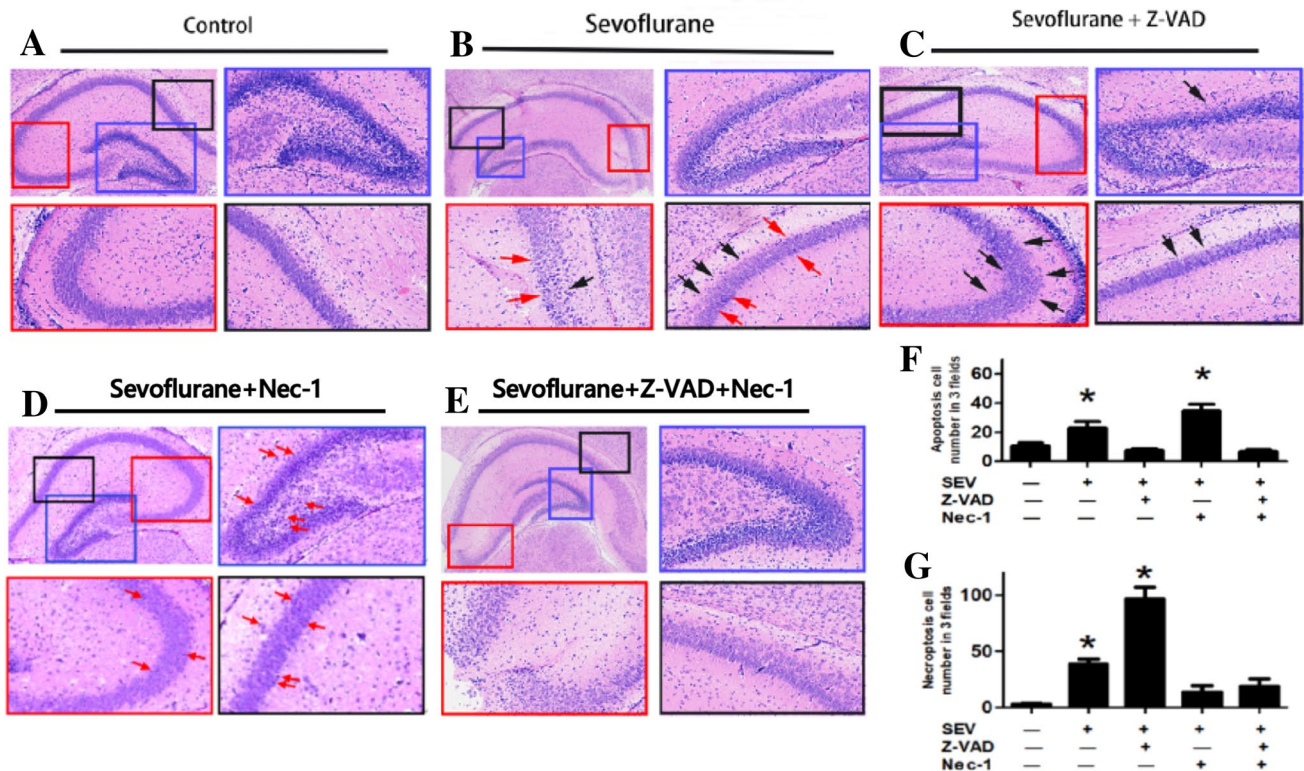 Control
Sevoflurane
Sevoflurane + Z-VAD
A
B
C
Sevoflurane+Nec-1
Sevoflurane+Z-VAD+Nec-1
D
E
F
Apoptosis cell
number in 3 fields
60
40
20
0
*
*
SEV — + + + +
Z-VAD — — + — +
Nec-1 — — — + +
G
Necroptosis cell
number in 3 fields
100
50
0
*
*
SEV — + + + +
Z-VAD — — + — +
Nec-1 — — — + +